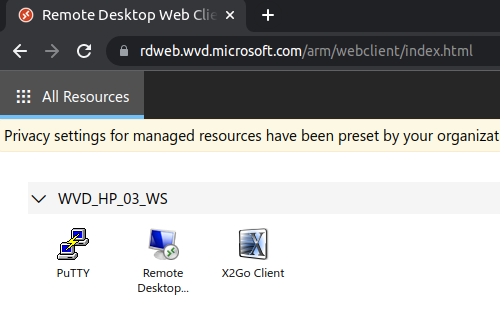 Remote Desktop Web Clie
rdweb.wvd.microsoft.com/arm/webclient/index.html
All Resources
Privacy settings for managed resources have been preset by your organizat
WVD_HP_03_WS
PuTTY
Remote
Desktop...
X2Go Client